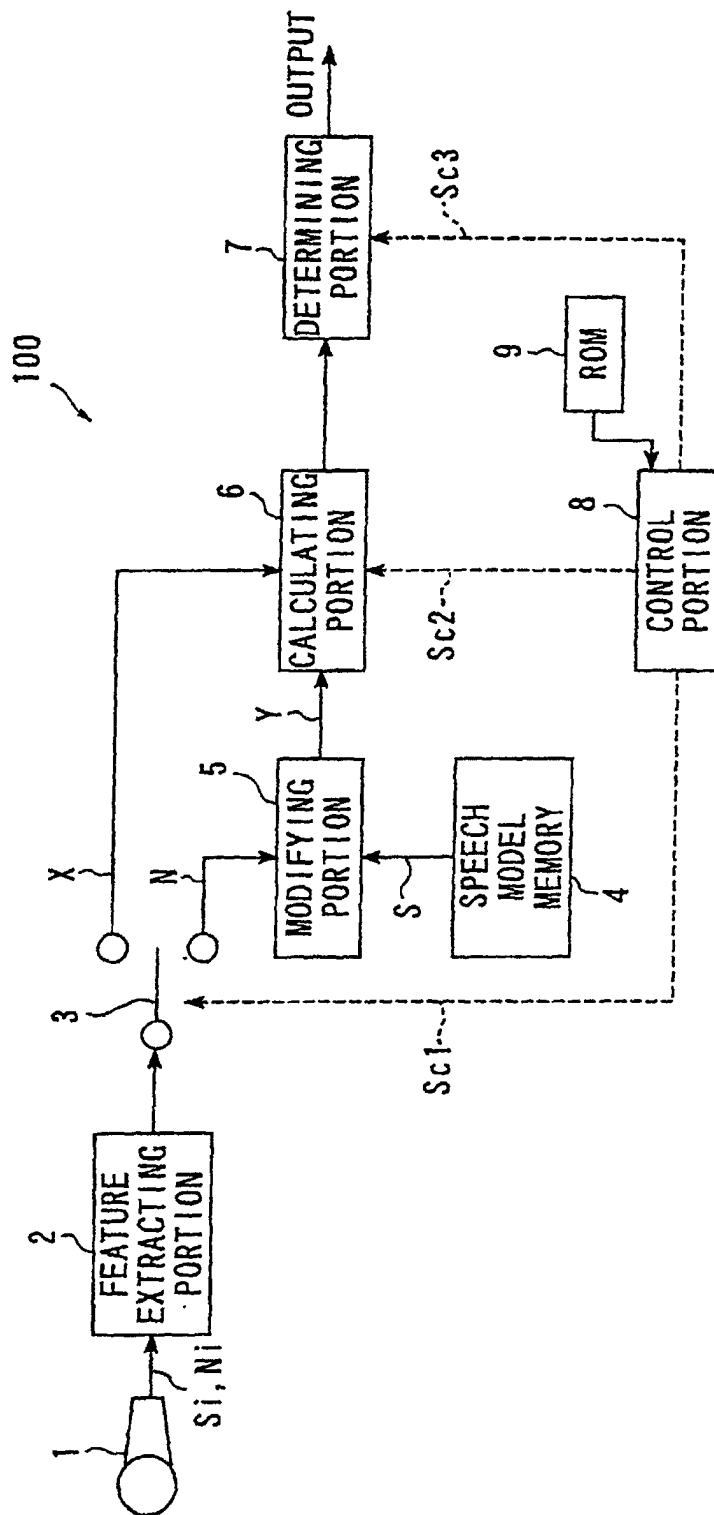 100
1
Si, Ni
2
FEATURE
EXTRACTING
PORTION
3
X
N
5
MODIFYING
PORTION
Y
S
SPEECH
MODEL
MEMORY
4
6
CALCULATING
PORTION
7
DETERMINING
PORTION
OUTPUT
Sc1
Sc2
Sc3
8
CONTROL
PORTION
9
ROM